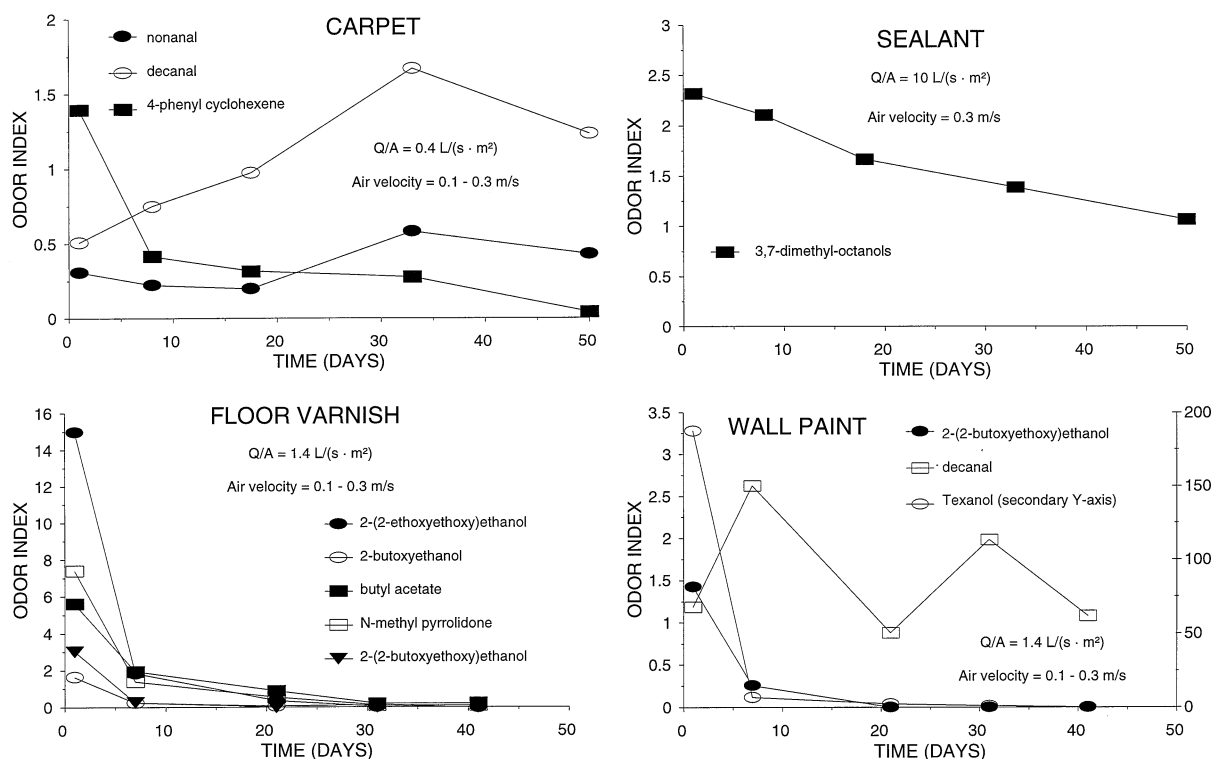 CARPET
nonanal
decanal
4-phenyl cyclohexene
Q/A = 0.4 L/(s · m²)
Air velocity = 0.1 - 0.3 m/s
ODOR INDEX
2
1.5
1
0.5
0
0 10 20 30 40 50
TIME (DAYS)
SEALANT
Q/A = 10 L/(s · m²)
Air velocity = 0.3 m/s
3,7-dimethyl-octanols
ODOR INDEX
3
2.5
2
1.5
1
0.5
0
0 10 20 30 40 50
TIME (DAYS)
FLOOR VARNISH
Q/A = 1.4 L/(s · m²)
Air velocity = 0.1 - 0.3 m/s
2-(2-ethoxyethoxy)ethanol
2-butoxyethanol
butyl acetate
N-methyl pyrrolidone
2-(2-butoxyethoxy)ethanol
ODOR INDEX
16
14
12
10
8
6
4
2
0
0 10 20 30 40 50
TIME (DAYS)
WALL PAINT
2-(2-butoxyethoxy)ethanol
decanal
Texanol (secondary Y-axis)
Q/A = 1.4 L/(s · m²)
Air velocity = 0.1 - 0.3 m/s
ODOR INDEX
3.5
3
2.5
2
1.5
1
0.5
0
200
150
100
50
0
0 10 20 30 40 50
TIME (DAYS)